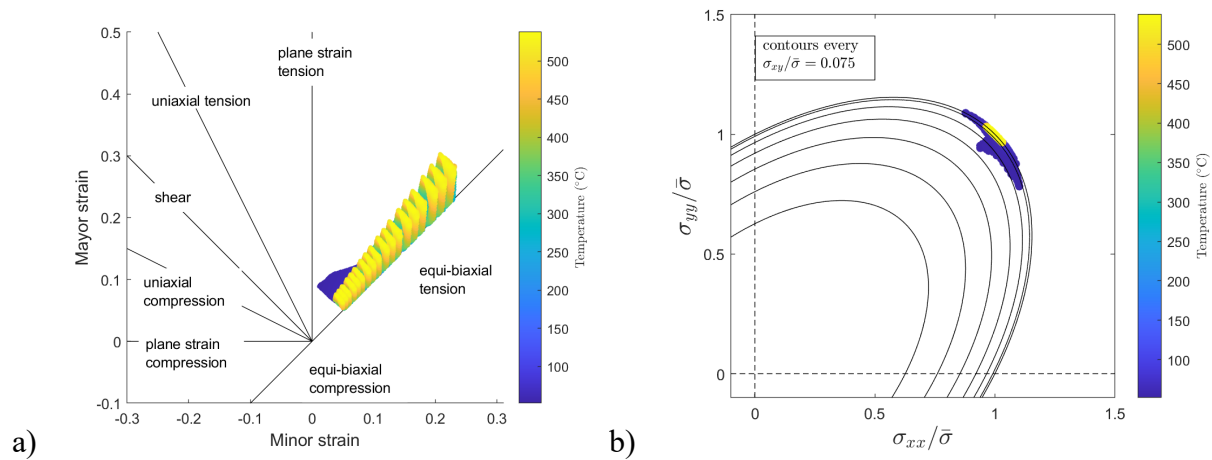 a)
Mayor strain
0.5
0.4
0.3
0.2
0.1
0
-0.1
-0.3
-0.2
-0.1
0
0.1
0.2
0.3
Minor strain
plane strain
tension
uniaxial tension
shear
uniaxial
compression
plane strain
compression
equi-biaxial
tension
equi-biaxial
compression
500
450
400
350
300
250
200
150
100
Temperature (°C)
b)
σyy/σ̄
1.5
1
0.5
0
0
0.5
1
1.5
σxx/σ̄
contours every
σxy/σ̄ = 0.075
500
450
400
350
300
250
200
150
100
Temperature (°C)